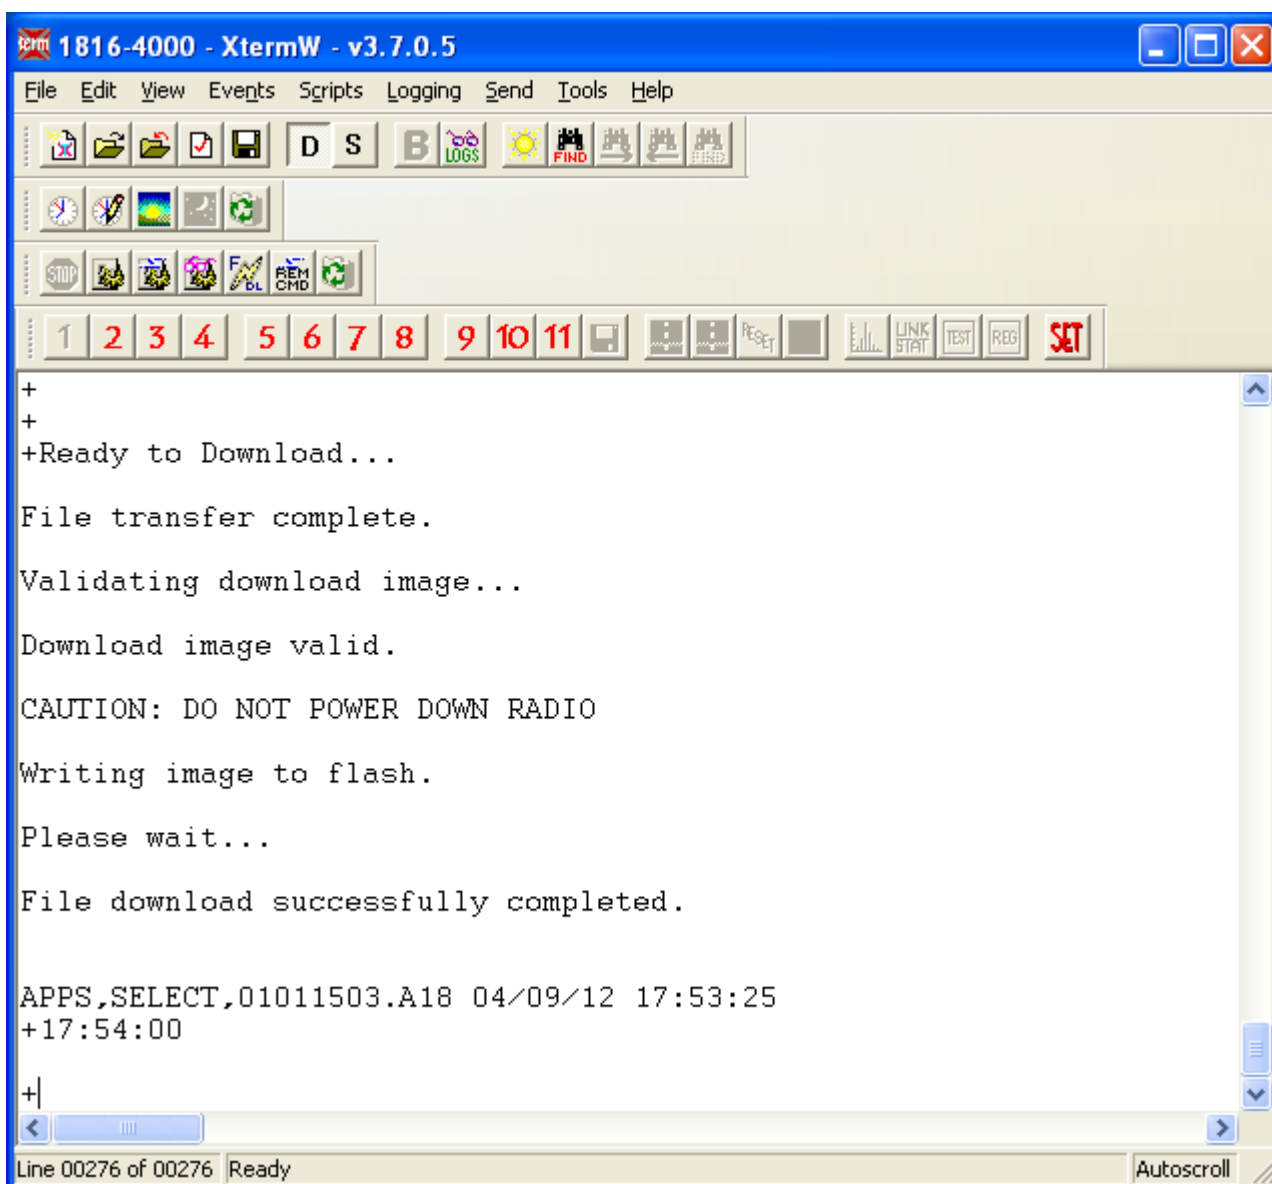 term 1816-4000 - XtermW - v3.7.0.5
File Edit View Events Scripts Logging Send Tools Help
D S B LOGS FIND FIND
STOP F DL REM CMD
1 2 3 4 5 6 7 8 9 10 11 RESET LINK STAT TEST REG SET
+
+
+Ready to Download...
File transfer complete.
Validating download image...
Download image valid.
CAUTION: DO NOT POWER DOWN RADIO
Writing image to flash.
Please wait...
File download successfully completed.
APPS,SELECT,01011503.A18 04/09/12 17:53:25
+17:54:00
+
Line 00276 of 00276 Ready Autoscroll